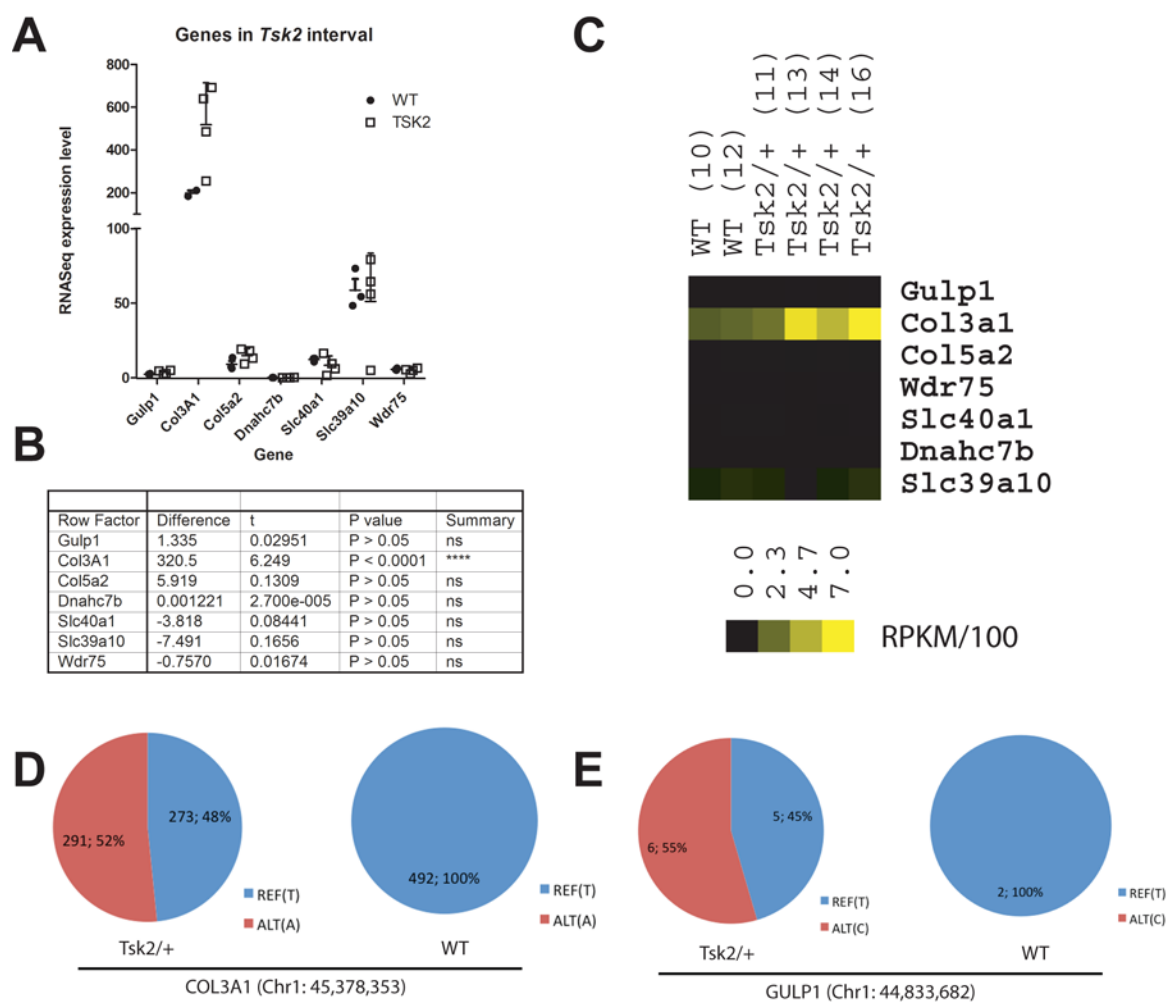 A
Genes in Tsk2 interval
RNASeq expression level
800
600
400
200
100
50
0
WT
TSK2
Gulp1
Col3A1
Col5a2
Dnahc7b
Slc40a1
Slc39a10
Wdr75
Gene
B
Row Factor Difference t P value Summary
Gulp1 1.335 0.02951 P > 0.05 ns
Col3A1 320.5 6.249 P < 0.0001 ****
Col5a2 5.919 0.1309 P > 0.05 ns
Dnahc7b 0.001221 2.700e-005 P > 0.05 ns
Slc40a1 -3.818 0.08441 P > 0.05 ns
Slc39a10 -7.491 0.1656 P > 0.05 ns
Wdr75 -0.7570 0.01674 P > 0.05 ns
C
WT (10)
WT (12)
Tsk2/+ (11)
Tsk2/+ (13)
Tsk2/+ (14)
Tsk2/+ (16)
Gulp1
Col3a1
Col5a2
Wdr75
Slc40a1
Dnahc7b
Slc39a10
0.0
2.3
4.7
7.0
RPKM/100
D
273; 48%
291; 52%
REF(T)
ALT(A)
Tsk2/+
492; 100%
REF(T)
ALT(A)
WT
COL3A1 (Chr1: 45,378,353)
E
5; 45%
6; 55%
REF(T)
ALT(C)
Tsk2/+
2; 100%
REF(T)
ALT(C)
WT
GULP1 (Chr1: 44,833,682)